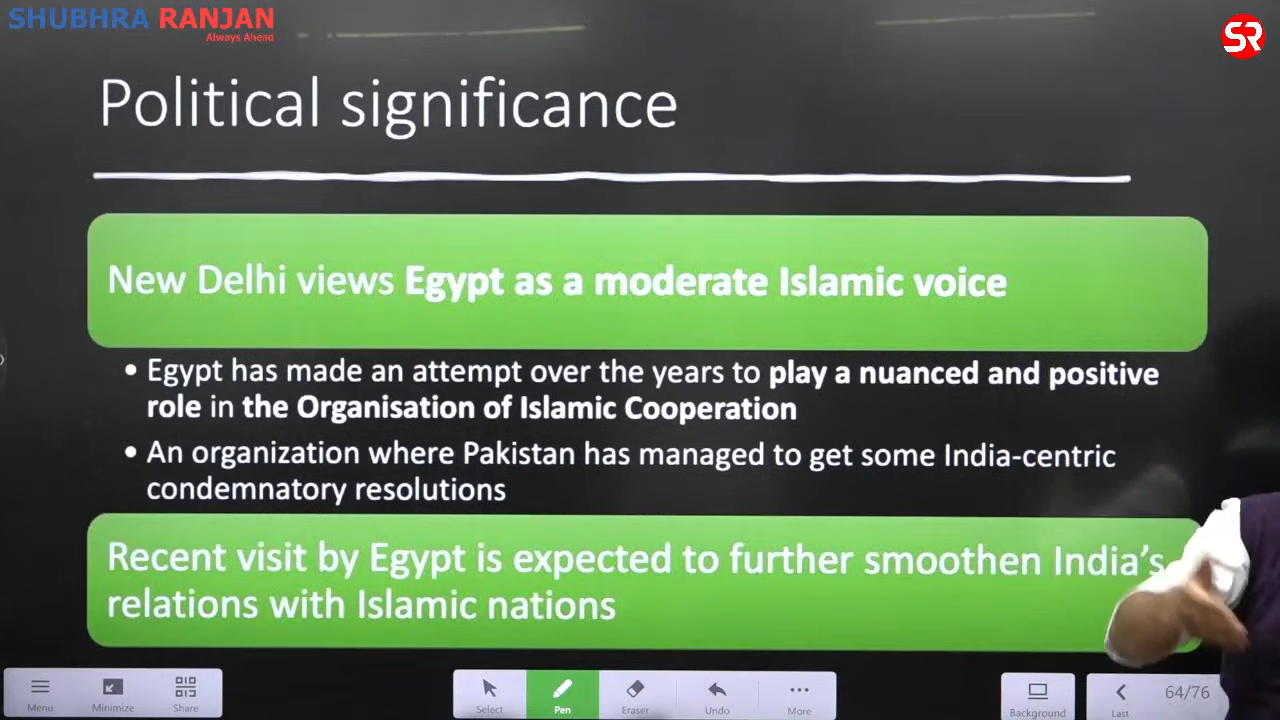 SHUBHRA RANJAN
Always Ahead
SR
Political significance
New Delhi views Egypt as a moderate Islamic voice
• Egypt has made an attempt over the years to play a nuanced and positive
role in the Organisation of Islamic Cooperation
• An organization where Pakistan has managed to get some India-centric
condemnatory resolutions
Recent visit by Egypt is expected to further smoothen India's
relations with Islamic nations
Menu
Minimize
Share
Select
Pen
Eraser
Undo
More
Background
Last
64/76